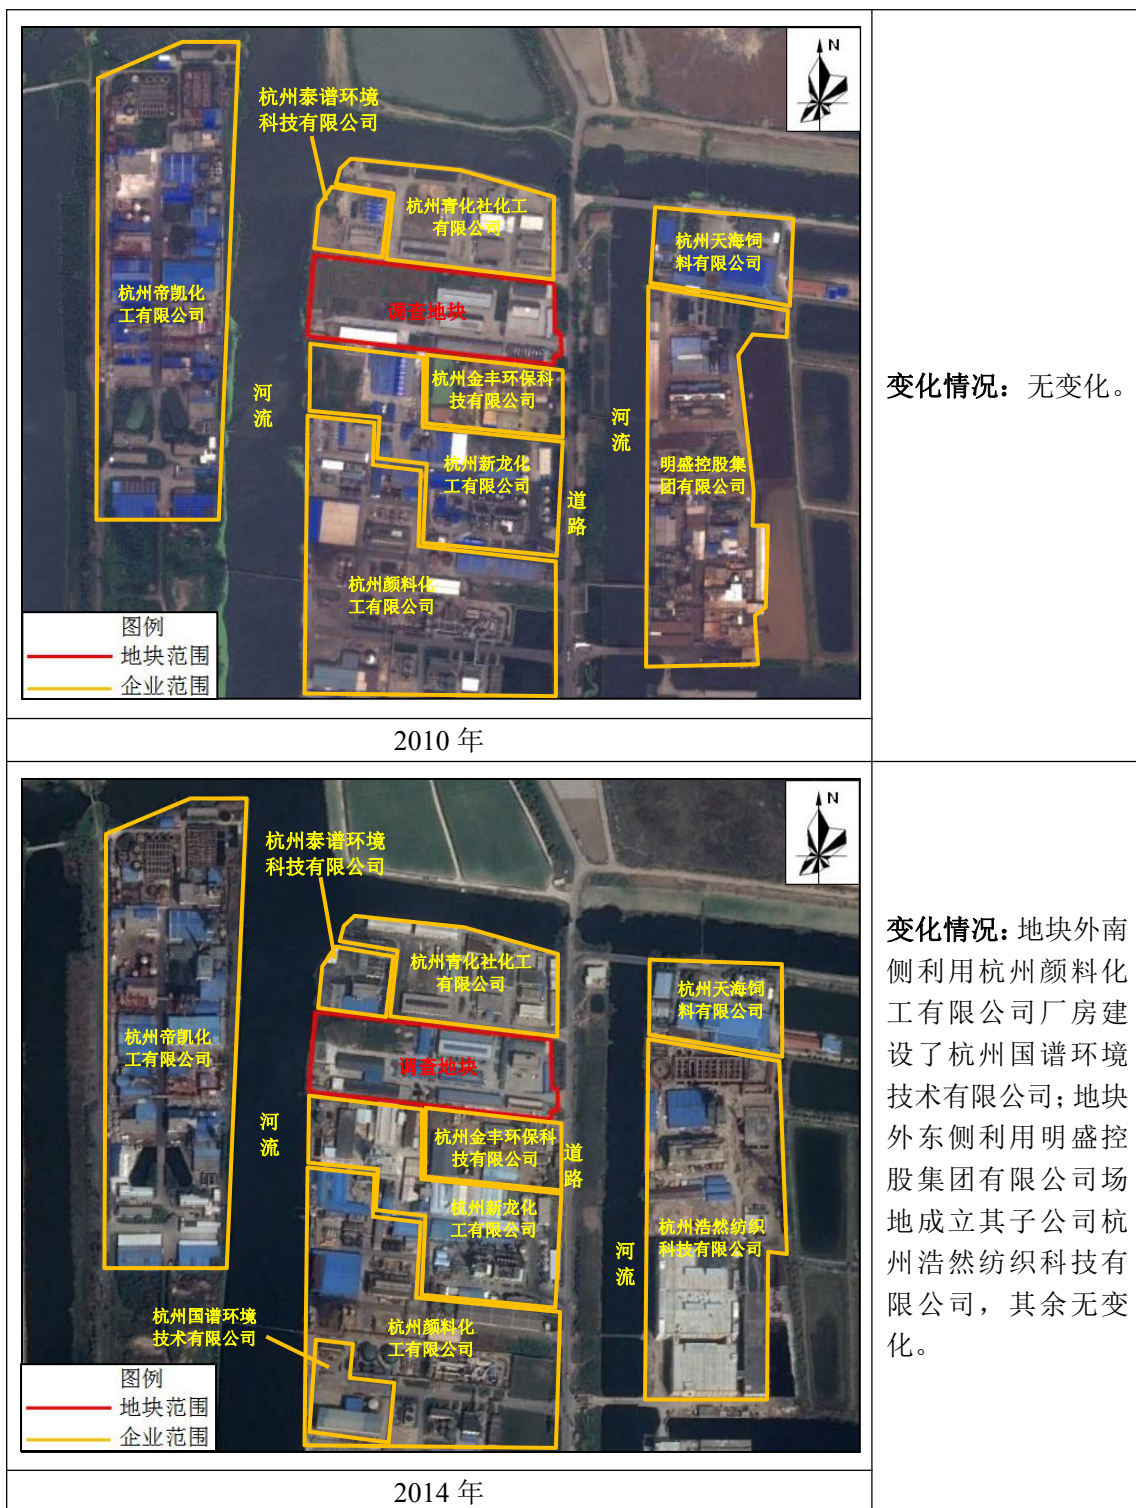 N
杭州泰谱环境
科技有限公司
杭州青化社化工
有限公司
杭州天海饲
料有限公司
杭州帝凯化
工有限公司
调查地块
杭州金丰环保科
技有限公司
河
流
河
流
杭州新龙化
工有限公司
明盛控股集
团有限公司
道
路
杭州颜料化
工有限公司
图例
地块范围
企业范围
变化情况：无变化。
2010 年
N
杭州泰谱环境
科技有限公司
杭州青化社化工
有限公司
杭州天海饲
料有限公司
杭州帝凯化
工有限公司
调查地块
河
流
杭州金丰环保科
技有限公司
道
路
杭州新龙化
工有限公司
杭州浩然纺织
科技有限公司
河
流
杭州国谱环境
技术有限公司
杭州颜料化
工有限公司
图例
地块范围
企业范围
变化情况：地块外南
侧利用杭州颜料化
工有限公司厂房建
设了杭州国谱环境
技术有限公司；地块
外东侧利用明盛控
股集团有限公司场
地成立其子公司杭
州浩然纺织科技有
限公司，其余无变
化。
2014 年